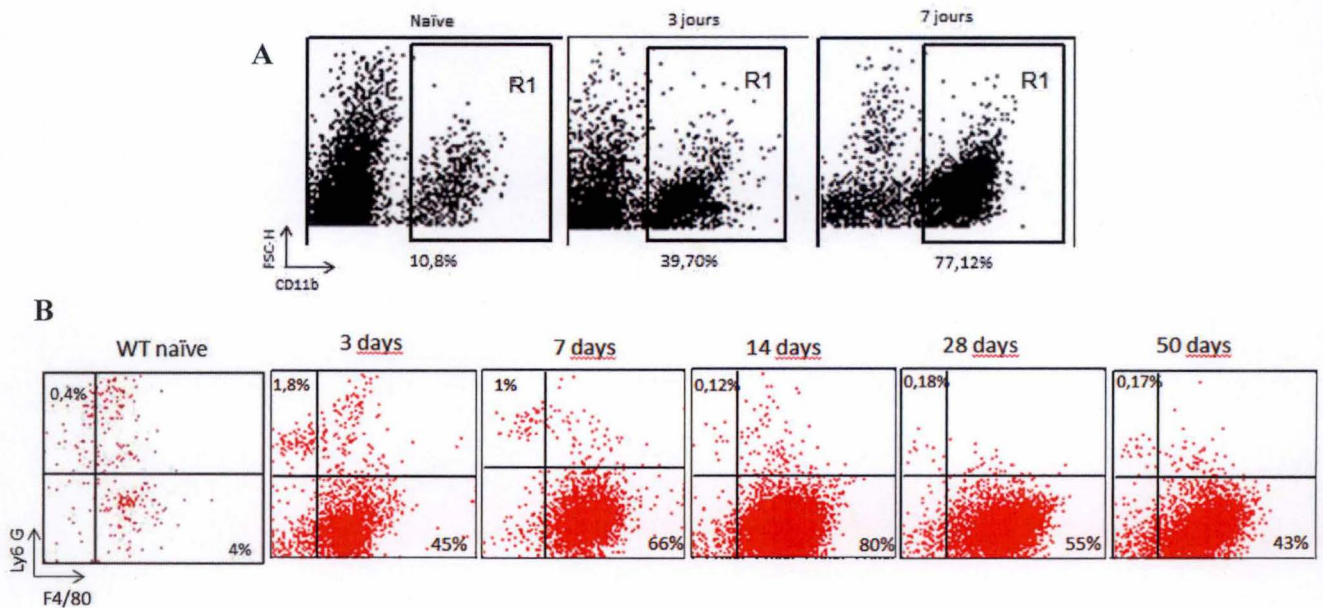 A
Naïve
3 jours
7 jours
R1
R1
R1
FSC-H
CD11b
10,8%
39,70%
77,12%
B
WT naïve
3 days
7 days
14 days
28 days
50 days
0,4%
1,8%
1%
0,12%
0,18%
0,17%
4%
45%
66%
80%
55%
43%
Ly6 G
F4/80